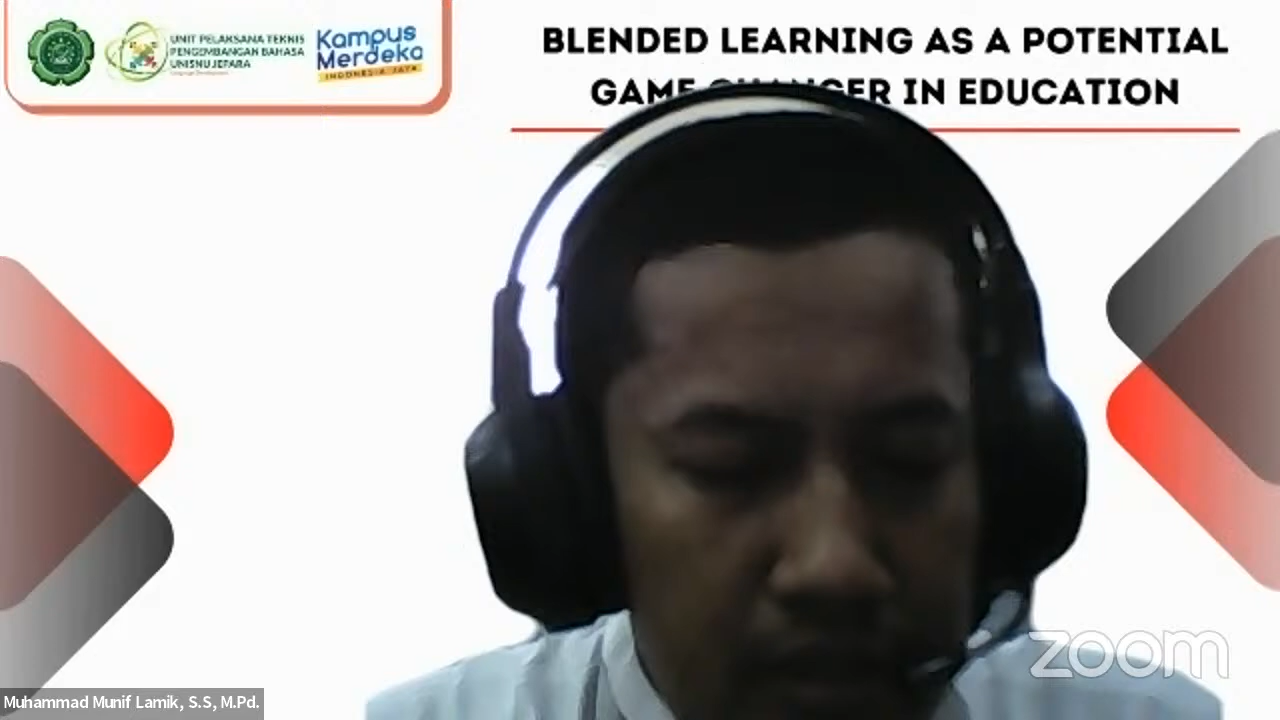 UNIT PELAKSANA TEKNIS
PENGEMBANGAN BAHASA
UNISNU JEPARA
Kampus
Merdeka
INDONESIA JAYA
BLENDED LEARNING AS A POTENTIAL
IN EDUCATION
zoom
Muhammad Munif Lamik, S.S, M.Pd.